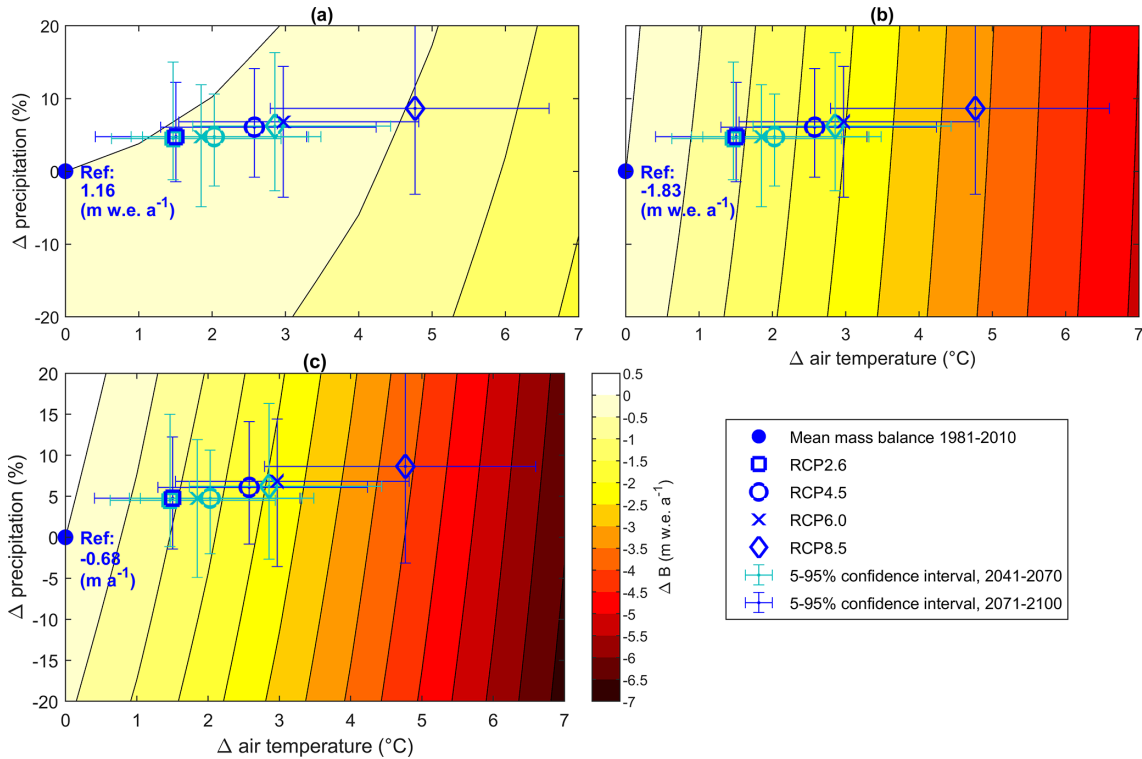 (a)
20
10
0
-10
-20
Δ precipitation (%)
Ref:
1.16
(m w.e. a-1)
0
1
2
3
4
5
6
7
(b)
Ref:
-1.83
(m w.e. a-1)
0
1
2
3
4
5
6
7
Δ air temperature (°C)
(c)
20
15
10
5
0
-5
-10
-15
-20
Δ precipitation (%)
Ref:
-0.68
(m a-1)
0
1
2
3
4
5
6
7
Δ air temperature (°C)
0.5
0
-0.5
-1
-1.5
-2
-2.5
-3
-3.5
-4
-4.5
-5
-5.5
-6
-6.5
-7
Δ B (m w.e. a-1)
Mean mass balance 1981-2010
RCP2.6
RCP4.5
RCP6.0
RCP8.5
5-95% confidence interval, 2041-2070
5-95% confidence interval, 2071-2100